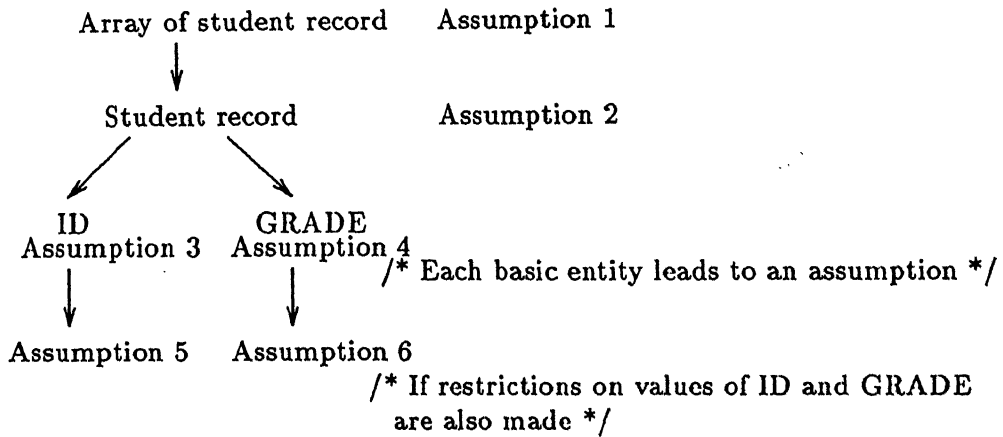 Array of student record Assumption 1
Student record Assumption 2
ID GRADE
Assumption 3 Assumption 4
/* Each basic entity leads to an assumption */
Assumption 5 Assumption 6
/* If restrictions on values of ID and GRADE
are also made */